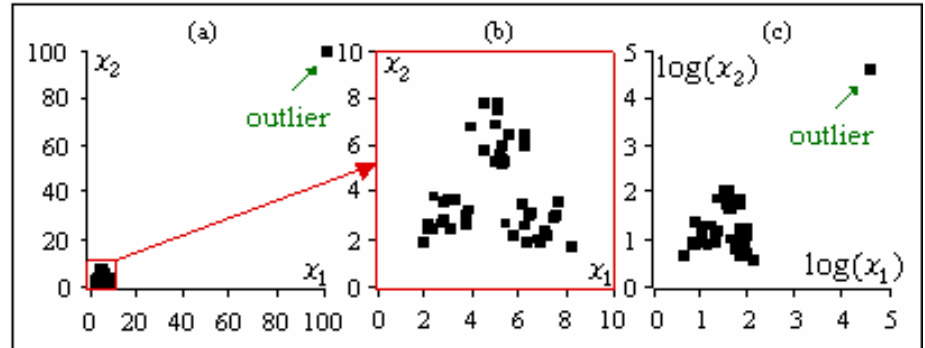 (a)
100
x₂
80
outlier
60
40
20
0
x₁
0 20 40 60 80 100
(b)
10
x₂
8
6
4
2
0
x₁
0 2 4 6 8 10
(c)
5
log(x₂)
4
outlier
3
2
1
0
log(x₁)
0 1 2 3 4 5